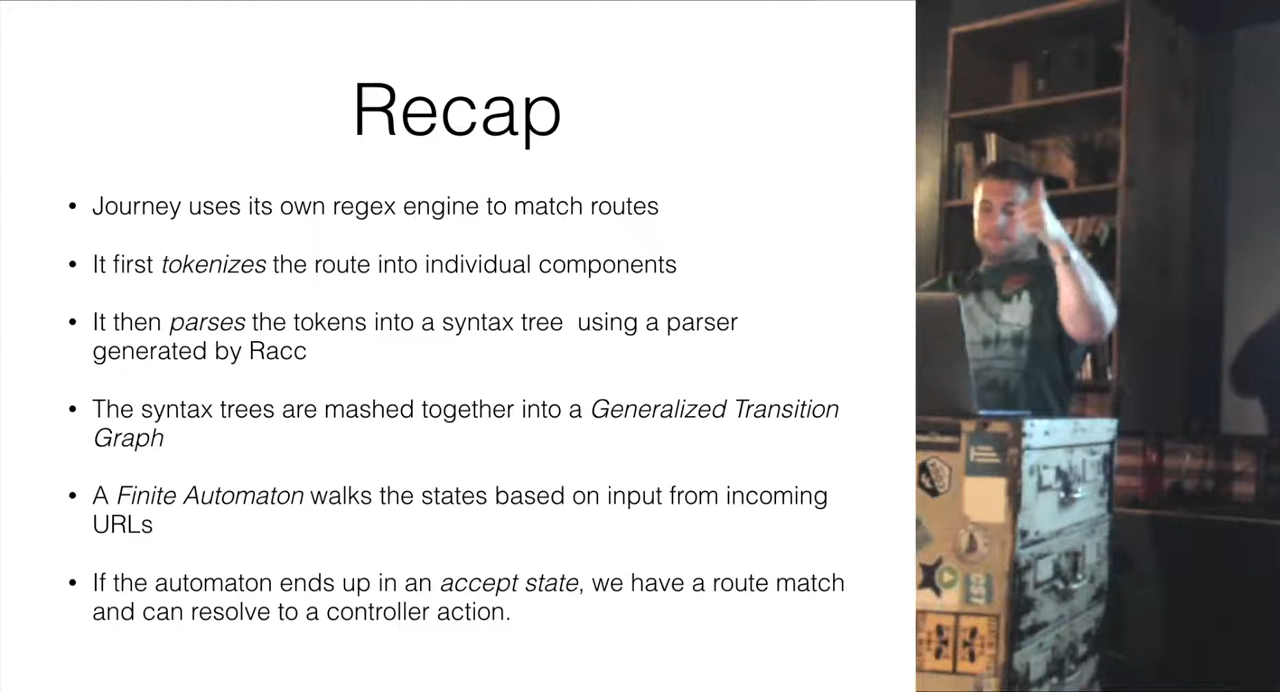 Recap
• Journey uses its own regex engine to match routes
• It first tokenizes the route into individual components
• It then parses the tokens into a syntax tree  using a parser
generated by Racc
• The syntax trees are mashed together into a Generalized Transition
Graph
• A Finite Automaton walks the states based on input from incoming
URLs
• If the automaton ends up in an accept state, we have a route match
and can resolve to a controller action.